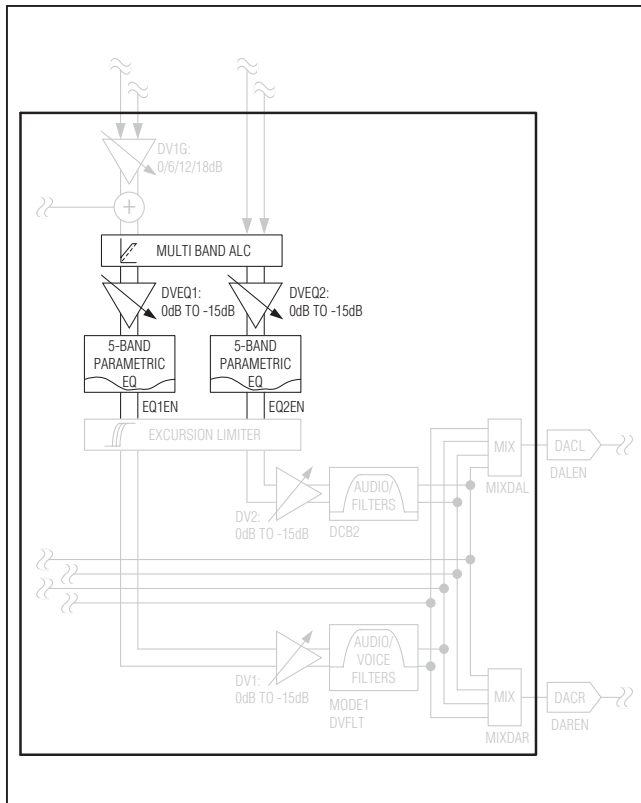 DV1G:
0/6/12/18dB
+
MULTI BAND ALC
DVEQ1:
0dB TO -15dB
DVEQ2:
0dB TO -15dB
5-BAND
PARAMETRIC
EQ
5-BAND
PARAMETRIC
EQ
EQ1EN
EQ2EN
EXCURSION LIMITER
MIX
DACL
MIXDAL
DALEN
AUDIO/
FILTERS
DV2:
0dB TO -15dB
DCB2
AUDIO/
VOICE
FILTERS
DV1:
0dB TO -15dB
MODE1
DVFLT
MIX
DACR
MIXDAR
DAREN